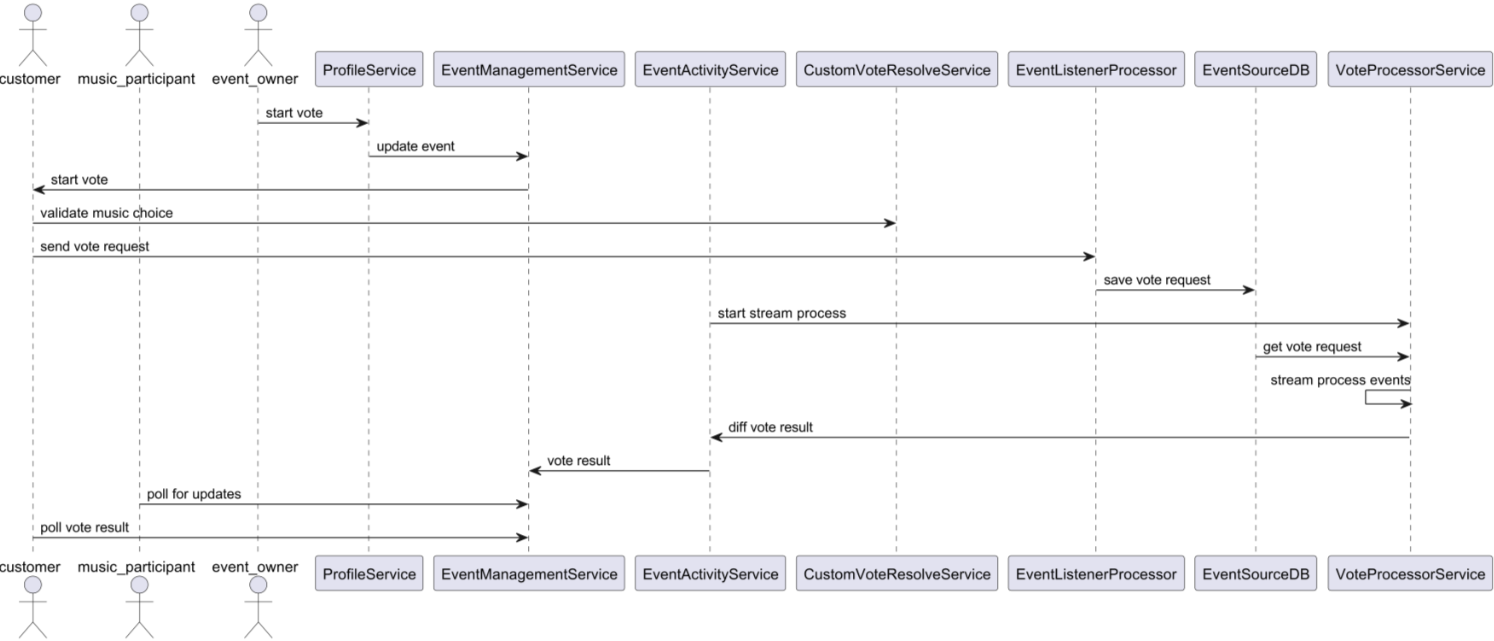 customer music_participant event_owner ProfileService EventManagementService EventActivityService CustomVoteResolveService EventListenerProcessor EventSourceDB VoteProcessorService
start vote
update event
start vote
validate music choice
send vote request
save vote request
start stream process
get vote request
stream process events
diff vote result
vote result
poll for updates
poll vote result
customer music_participant event_owner ProfileService EventManagementService EventActivityService CustomVoteResolveService EventListenerProcessor EventSourceDB VoteProcessorService